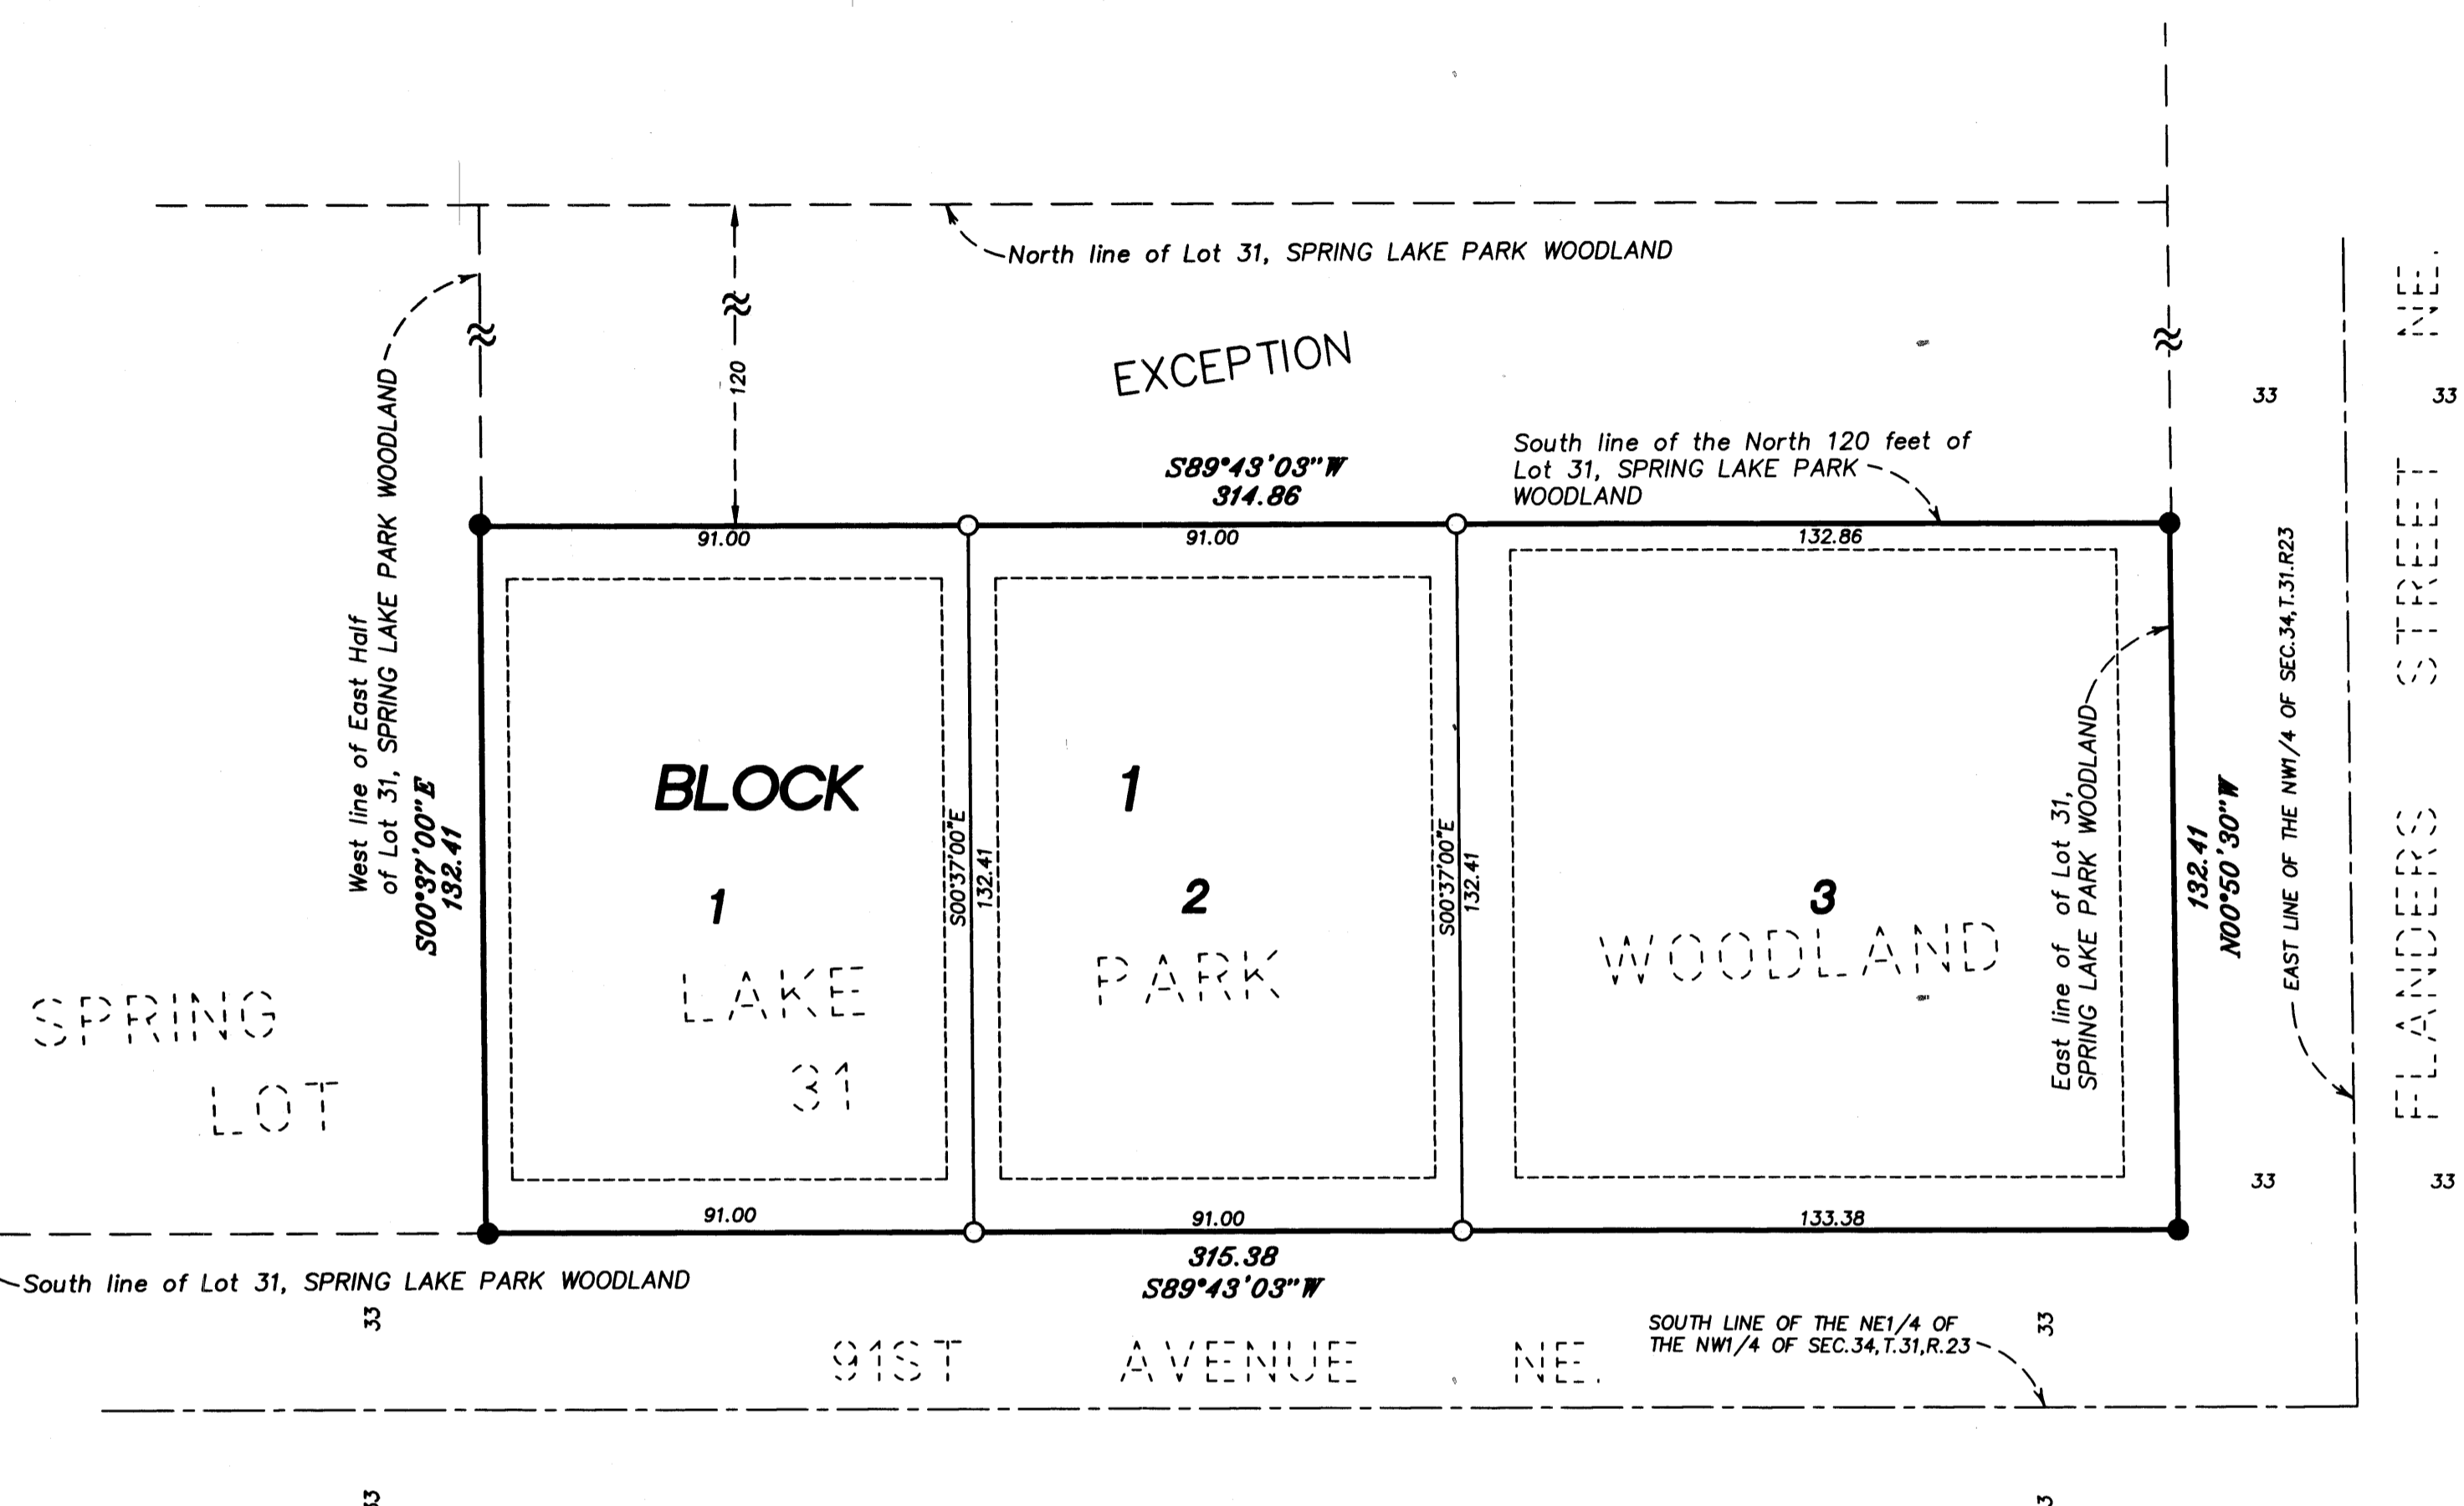 North line of Lot 31, SPRING LAKE PARK WOODLAND
120
EXCEPTION
33
33
NE.
South line of the North 120 feet of
Lot 31, SPRING LAKE PARK
WOODLAND
S89°43'03"W
314.86
91.00
91.00
132.86
West line of East Half
of Lot 31, SPRING LAKE PARK WOODLAND
S00°37'00"E
132.41
BLOCK 1
1
2
3
S00°37'00"E
132.41
S00°37'00"E
132.41
East line of of Lot 31,
SPRING LAKE PARK WOODLAND
132.41
N00°50'30"W
EAST LINE OF THE NW1/4 OF SEC.34,T.31.R23
FLANDERS STREET
SPRING LAKE PARK WOODLAND
LOT 31
33
33
91.00
91.00
133.38
315.38
S89°43'03"W
South line of Lot 31, SPRING LAKE PARK WOODLAND
33
33
SOUTH LINE OF THE NE1/4 OF
THE NW1/4 OF SEC.34,T.31,R.23
91ST AVENUE NE.